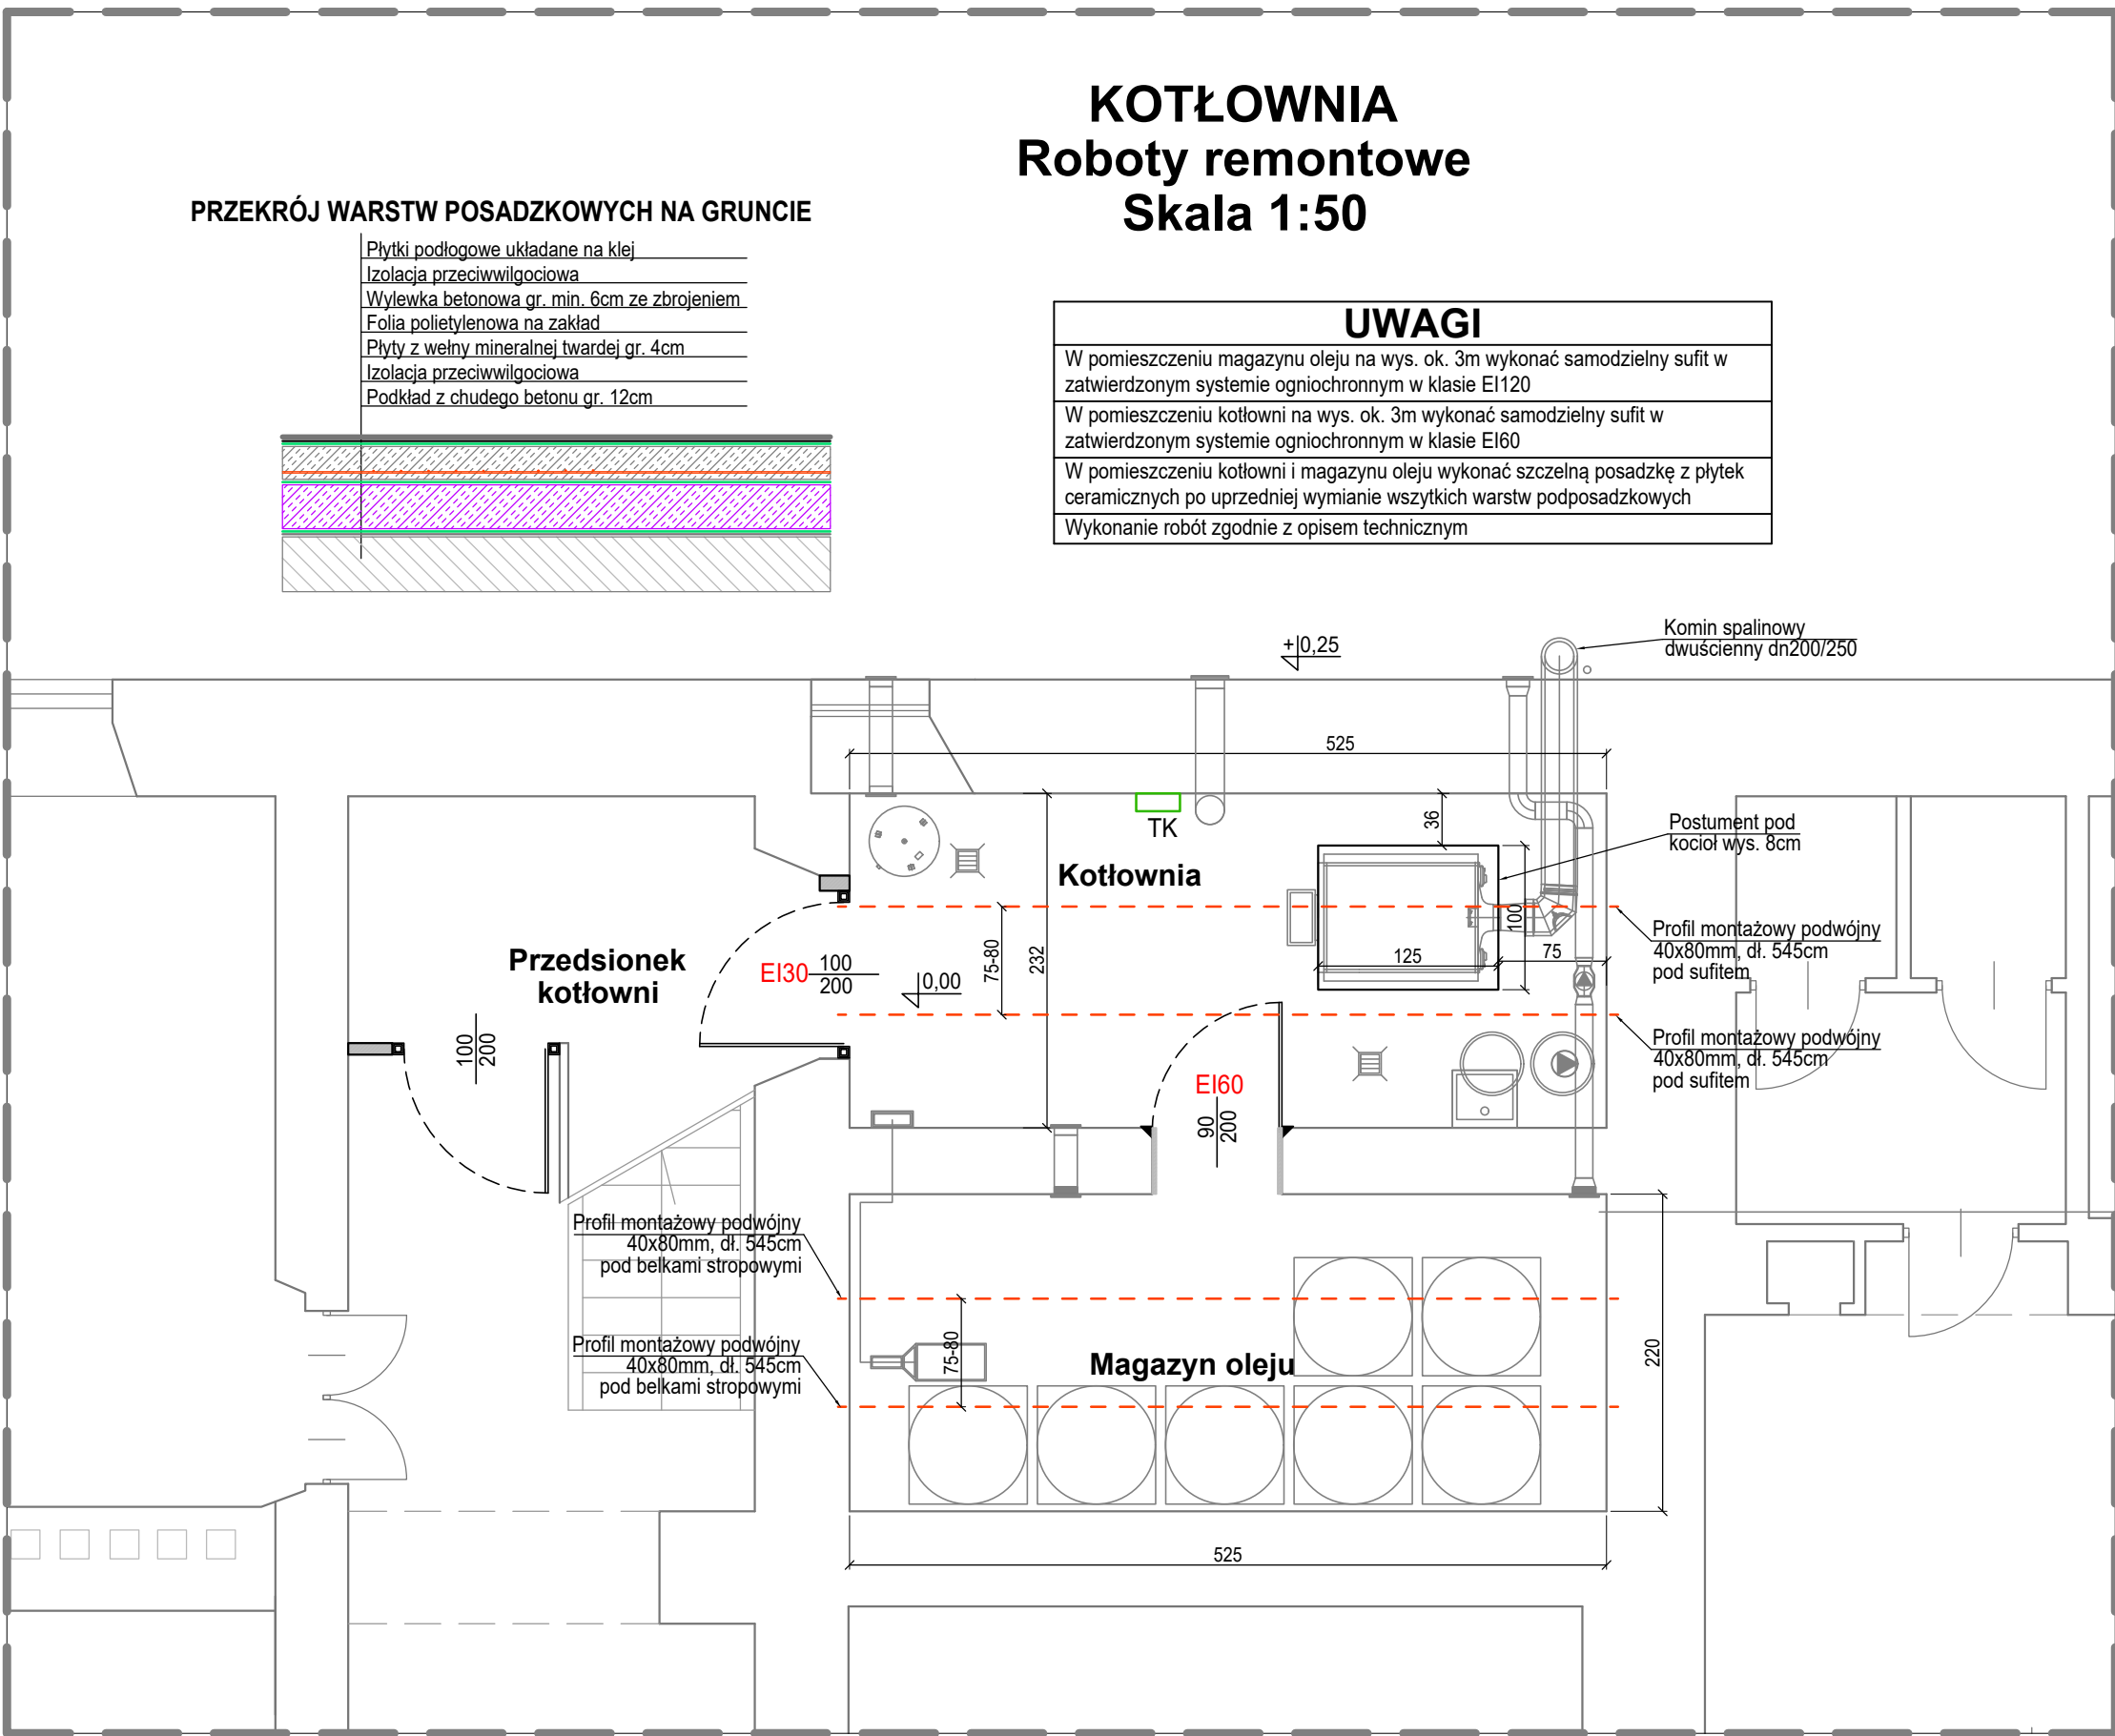 KOTŁOWNIA
Roboty remontowe
Skala 1:50
PRZEKRÓJ WARSTW POSADZKOWYCH NA GRUNCIE
Płytki podłogowe układane na klej
Izolacja przeciwwilgociowa
Wylewka betonowa gr. min. 6cm ze zbrojeniem
Folia polietylenowa na zakład
Płyty z wełny mineralnej twardej gr. 4cm
Izolacja przeciwwilgociowa
Podkład z chudego betonu gr. 12cm
UWAGI
W pomieszczeniu magazynu oleju na wys. ok. 3m wykonać samodzielny sufit w
zatwierdzonym systemie ogniochronnym w klasie EI120
W pomieszczeniu kotłowni na wys. ok. 3m wykonać samodzielny sufit w
zatwierdzonym systemie ogniochronnym w klasie EI60
W pomieszczeniu kotłowni i magazynu oleju wykonać szczelną posadzkę z płytek
ceramicznych po uprzedniej wymianie wszytkich warstw podposadzkowych
Wykonanie robót zgodnie z opisem technicznym
Komin spalinowy
dwuścienny dn200/250
+0,25
525
36
TK
Postument pod
kocioł wys. 8cm
Kotłownia
100
Profil montażowy podwójny
40x80mm, dł. 545cm
pod sufitem
75
125
232
75-80
Przedsionek
kotłowni
EI30
100
200
0,00
100
200
Profil montażowy podwójny
40x80mm, dł. 545cm
pod sufitem
EI60
90
200
Profil montażowy podwójny
40x80mm, dł. 545cm
pod belkami stropowymi
75-80
Profil montażowy podwójny
40x80mm, dł. 545cm
pod belkami stropowymi
Magazyn oleju
220
525